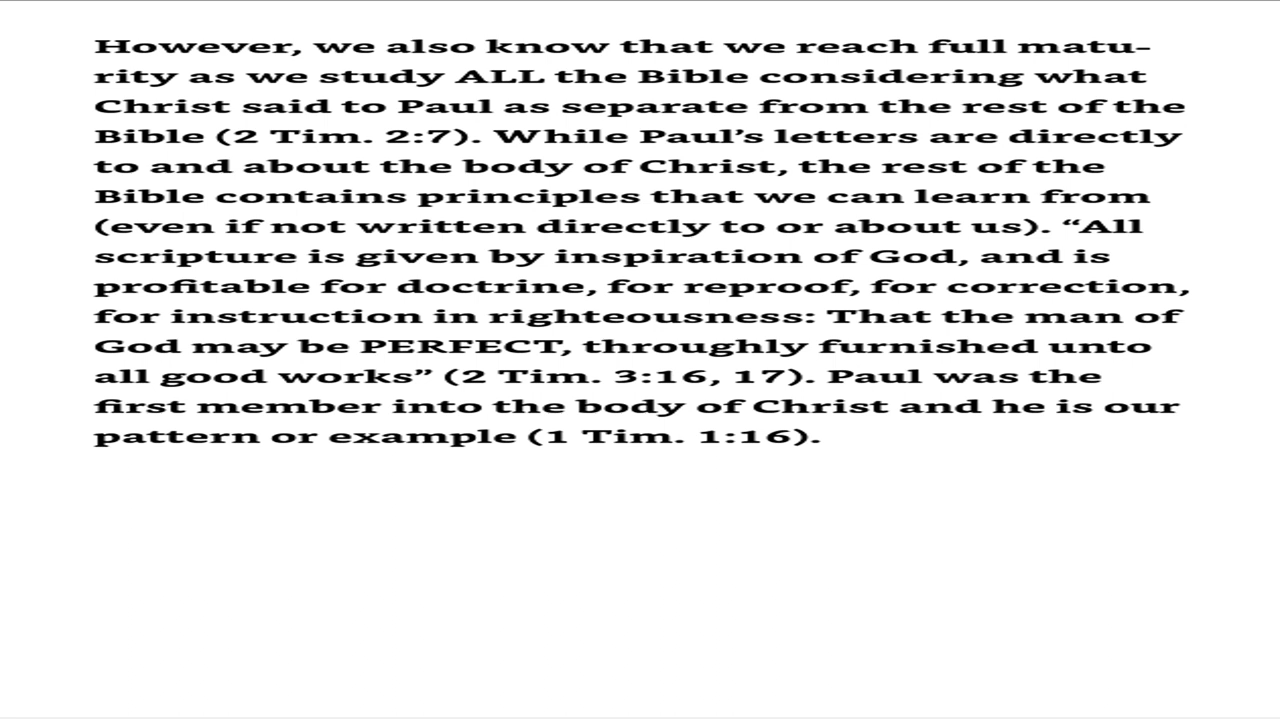 However, we also know that we reach full matu-
rity as we study ALL the Bible considering what
Christ said to Paul as separate from the rest of the
Bible (2 Tim. 2:7). While Paul’s letters are directly
to and about the body of Christ, the rest of the
Bible contains principles that we can learn from
(even if not written directly to or about us). “All
scripture is given by inspiration of God, and is
profitable for doctrine, for reproof, for correction,
for instruction in righteousness: That the man of
God may be PERFECT, throughly furnished unto
all good works” (2 Tim. 3:16, 17). Paul was the
first member into the body of Christ and he is our
pattern or example (1 Tim. 1:16).